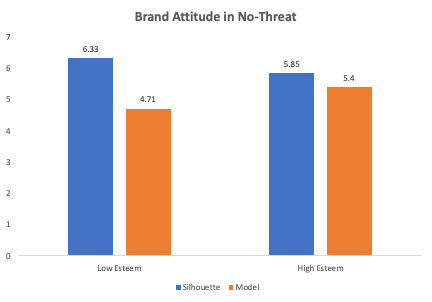 Brand Attitude in No-Threat
7
6
5
4
3
2
1
0
6.33
4.71
5.85
5.4
Low Esteem
High Esteem
Silhouette
Model